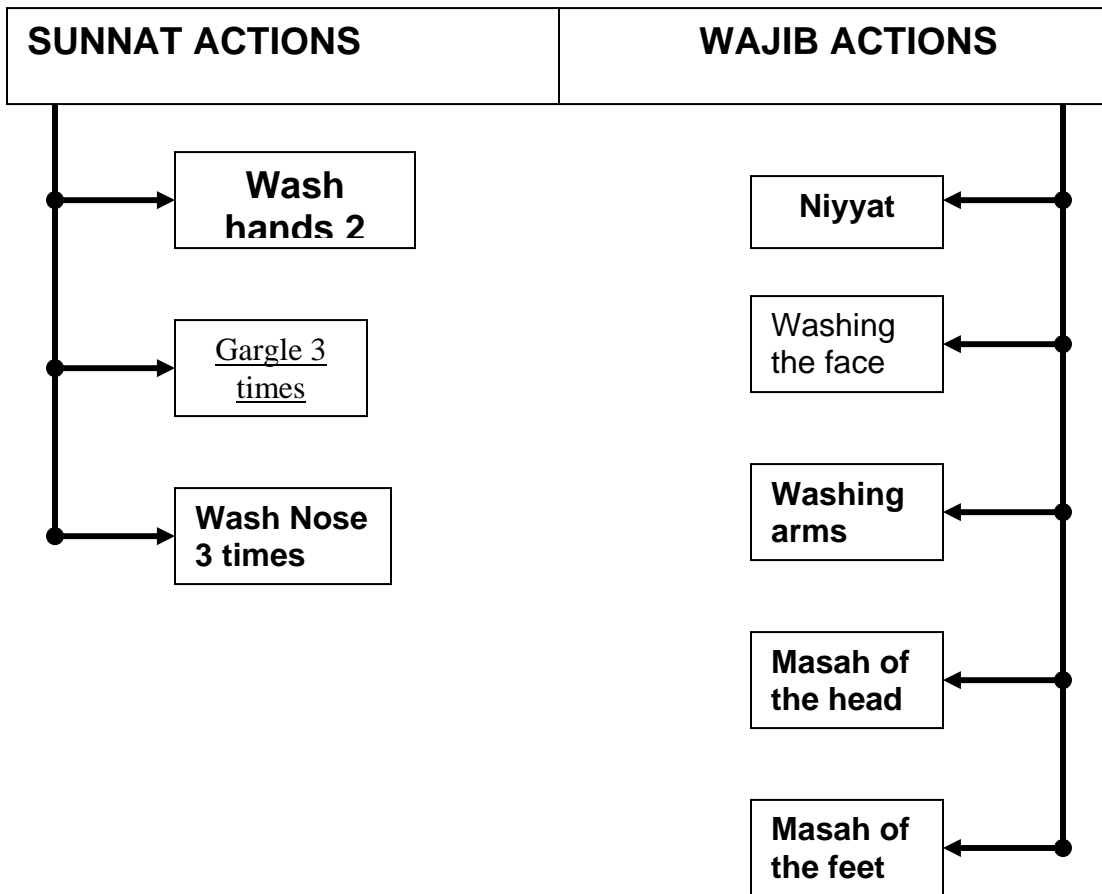 SUNNAT ACTIONS
WAJIB ACTIONS
Wash
hands 2
Gargle 3
times
Wash Nose
3 times
Niyyat
Washing
the face
Washing
arms
Masah of
the head
Masah of
the feet